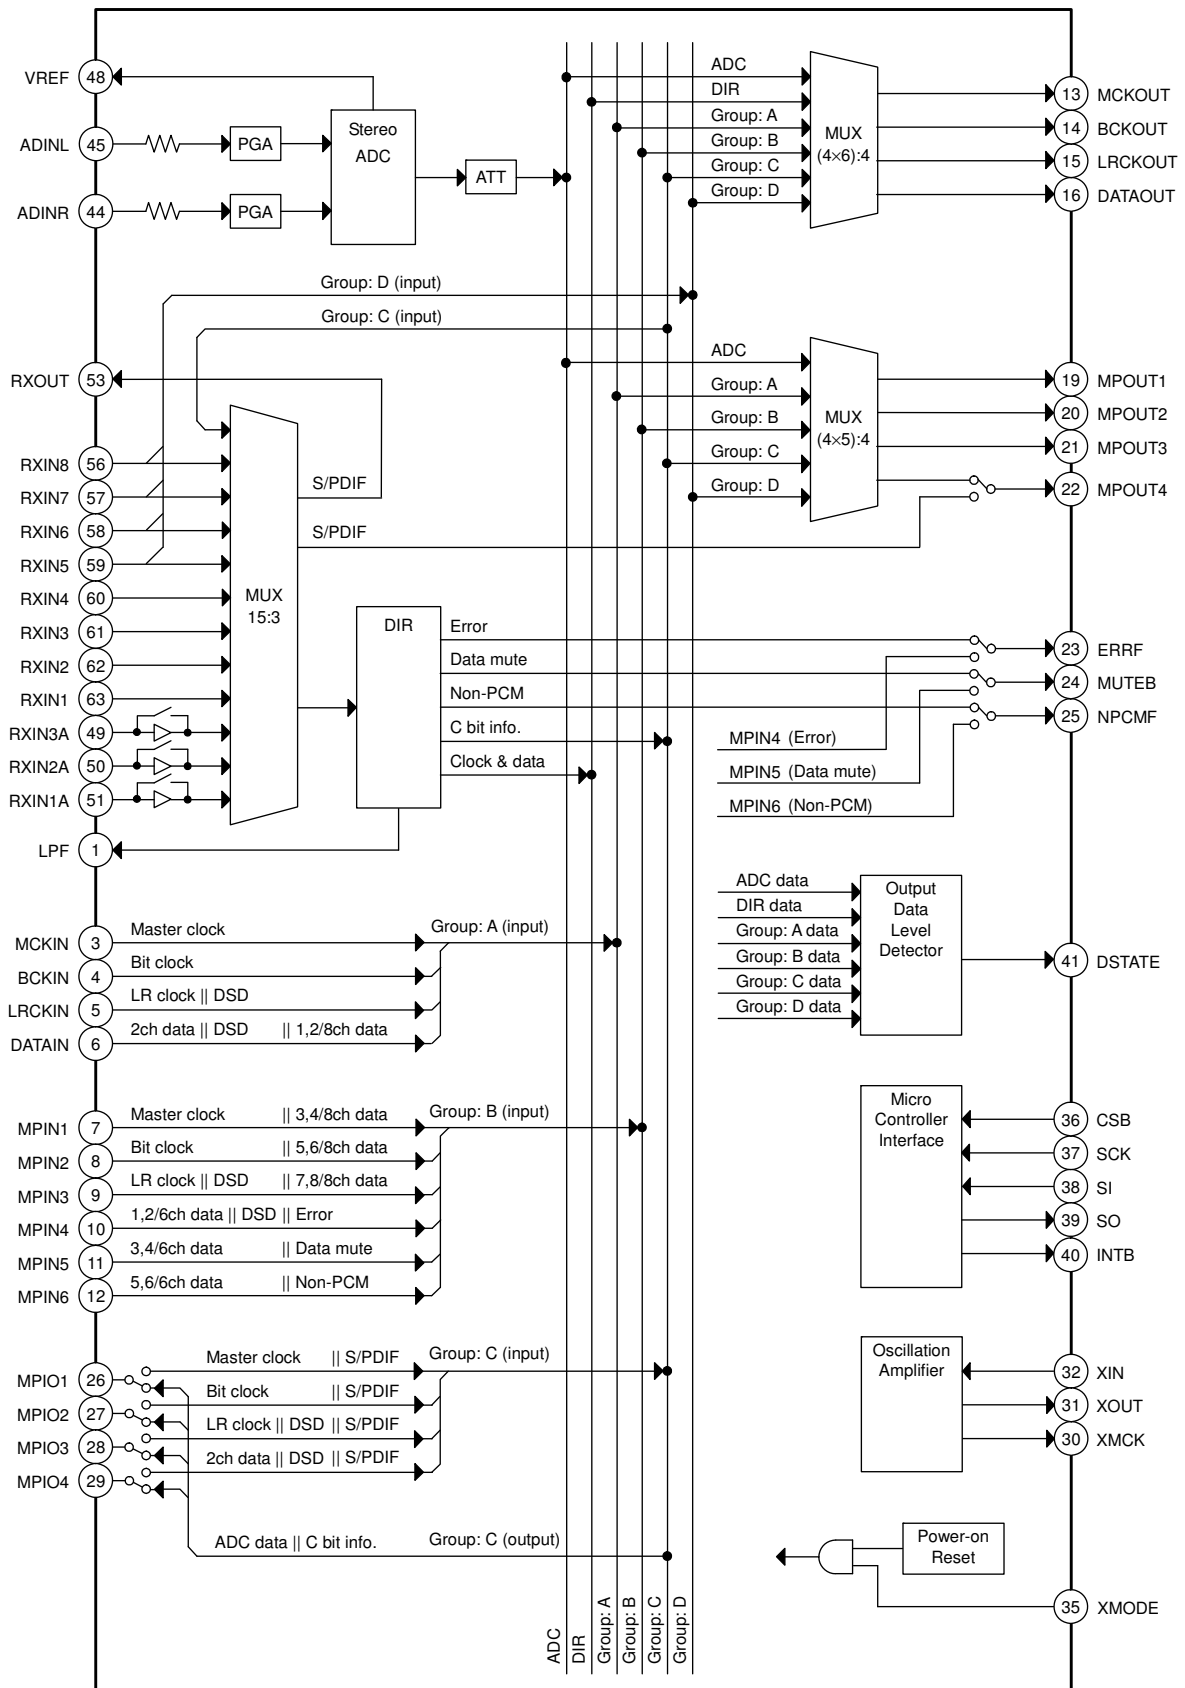 VREF 48
ADINL 45
ADINR 44
PGA
PGA
Stereo
ADC
ATT
ADC
DIR
Group: A
Group: B
Group: C
Group: D
MUX
(4×6):4
13 MCKOUT
14 BCKOUT
15 LRCKOUT
16 DATAOUT
Group: D (input)
Group: C (input)
RXOUT 53
RXIN8 56
RXIN7 57
RXIN6 58
RXIN5 59
RXIN4 60
RXIN3 61
RXIN2 62
RXIN1 63
RXIN3A 49
RXIN2A 50
RXIN1A 51
LPF 1
MUX
15:3
S/PDIF
S/PDIF
ADC
Group: A
Group: B
Group: C
Group: D
MUX
(4×5):4
19 MPOUT1
20 MPOUT2
21 MPOUT3
22 MPOUT4
DIR
Error
Data mute
Non-PCM
C bit info.
Clock & data
MPIN4 (Error)
MPIN5 (Data mute)
MPIN6 (Non-PCM)
23 ERRF
24 MUTEB
25 NPCMF
ADC data
DIR data
Group: A data
Group: B data
Group: C data
Group: D data
Output
Data
Level
Detector
41 DSTATE
MCKIN 3 Master clock
BCKIN 4 Bit clock
LRCKIN 5 LR clock || DSD
DATAIN 6 2ch data || DSD || 1,2/8ch data
Group: A (input)
MPIN1 7 Master clock || 3,4/8ch data
MPIN2 8 Bit clock || 5,6/8ch data
MPIN3 9 LR clock || DSD || 7,8/8ch data
MPIN4 10 1,2/6ch data || DSD || Error
MPIN5 11 3,4/6ch data || Data mute
MPIN6 12 5,6/6ch data || Non-PCM
Group: B (input)
Micro
Controller
Interface
36 CSB
37 SCK
38 SI
39 SO
40 INTB
MPIO1 26 Master clock || S/PDIF
MPIO2 27 Bit clock || S/PDIF
MPIO3 28 LR clock || DSD || S/PDIF
MPIO4 29 2ch data || DSD || S/PDIF
Group: C (input)
ADC data || C bit info. Group: C (output)
Oscillation
Amplifier
32 XIN
31 XOUT
30 XMCK
Power-on
Reset
35 XMODE
ADC
DIR
Group: A
Group: B
Group: C
Group: D